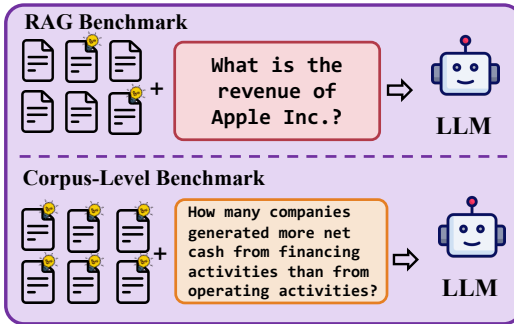 RAG Benchmark
+
What is the
revenue of
Apple Inc.?
LLM
Corpus-Level Benchmark
+
How many companies
generated more net
cash from financing
activities than from
operating activities?
LLM